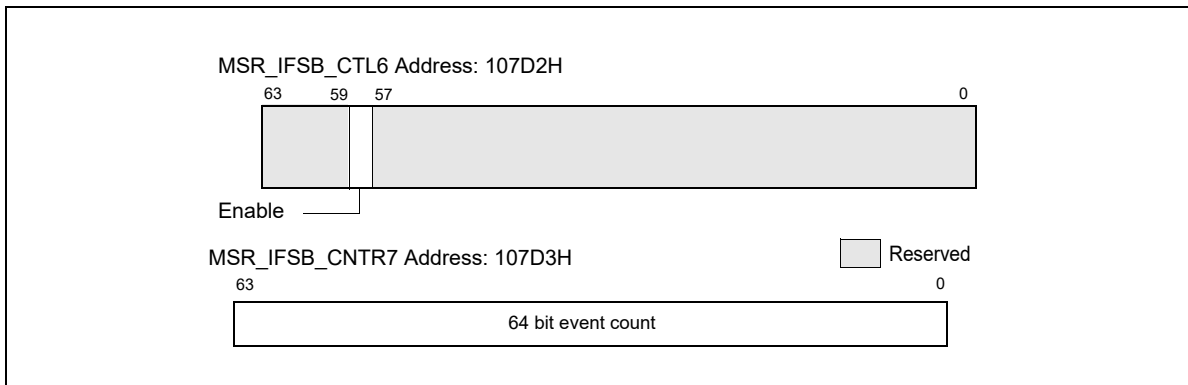 MSR_IFSB_CTL6 Address: 107D2H
63 59 57 0
Enable
MSR_IFSB_CNTR7 Address: 107D3H
Reserved
63 0
64 bit event count